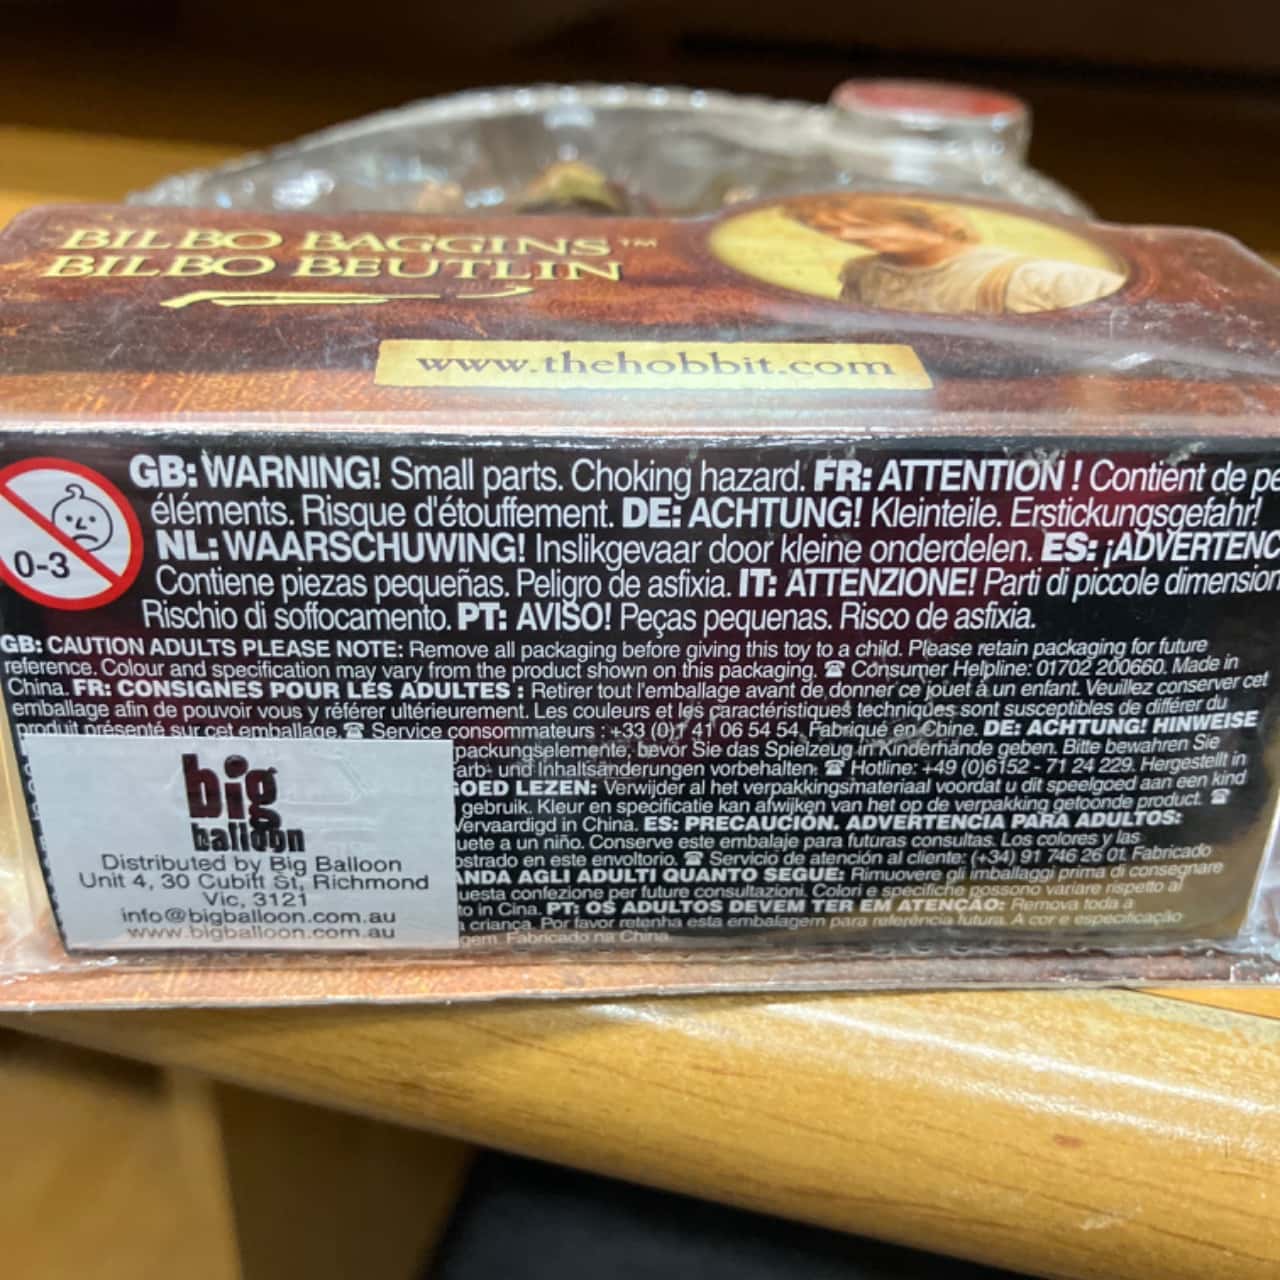 BILBO BAGGINS™
BILBO BEUTLIN
www.thehobbit.com
0-3
GB: WARNING! Small parts. Choking hazard. FR: ATTENTION ! Contient de pe
éléments. Risque d'étouffement. DE: ACHTUNG! Kleinteile. Erstickungsgefahr!
NL: WAARSCHUWING! Inslikgevaar door kleine onderdelen. ES: ¡ADVERTENC
Contiene piezas pequeñas. Peligro de asfixia. IT: ATTENZIONE! Parti di piccole dimension
Rischio di soffocamento. PT: AVISO! Peças pequenas. Risco de asfixia.
GB: CAUTION ADULTS PLEASE NOTE: Remove all packaging before giving this toy to a child. Please retain packaging for future
reference. Colour and specification may vary from the product shown on this packaging. ☎ Consumer Helpline: 01702 200660. Made in
China. FR: CONSIGNES POUR LES ADULTES : Retirer tout l'emballage avant de donner ce jouet à un enfant. Veuillez conserver cet
emballage afin de pouvoir vous y référer ultérieurement. Les couleurs et les caractéristiques techniques sont susceptibles de différer du
produit présenté sur cet emballage. ☎ Service consommateurs : +33 (0)1 41 06 54 54. Fabriqué en Chine. DE: ACHTUNG! HINWEISE
packungselemente, bevor Sie das Spielzeug in Kinderhände geben. Bitte bewahren Sie
arb- und Inhaltsänderungen vorbehalten. ☎ Hotline: +49 (0)6152 - 71 24 229. Hergestellt in
OED LEZEN: Verwijder al het verpakkingsmateriaal voordat u dit speelgoed aan een kind
gebruik. Kleur en specificatie kan afwijken van het op de verpakking getoonde product. ☎
Vervaardigd in China. ES: PRECAUCIÓN. ADVERTENCIA PARA ADULTOS:
uete a un niño. Conserve este embalaje para futuras consultas. Los colores y las
ostrado en este envoltorio. ☎ Servicio de atención al cliente: (+34) 91 746 26 01. Fabricado
ANDA AGLI ADULTI QUANTO SEGUE: Rimuovere gli imballaggi prima di consegnare
uesta confezione per future consultazioni. Colori e specifiche possono variare rispetto al
to in Cina. PT: OS ADULTOS DEVEM TER EM ATENÇÃO: Remova toda a
criança. Por favor retenha esta embalagem para referência futura. A cor e especificação
gem. Fabricado na China.
big
balloon
Distributed by Big Balloon
Unit 4, 30 Cubitt St, Richmond
Vic, 3121
info@bigballoon.com.au
www.bigballoon.com.au